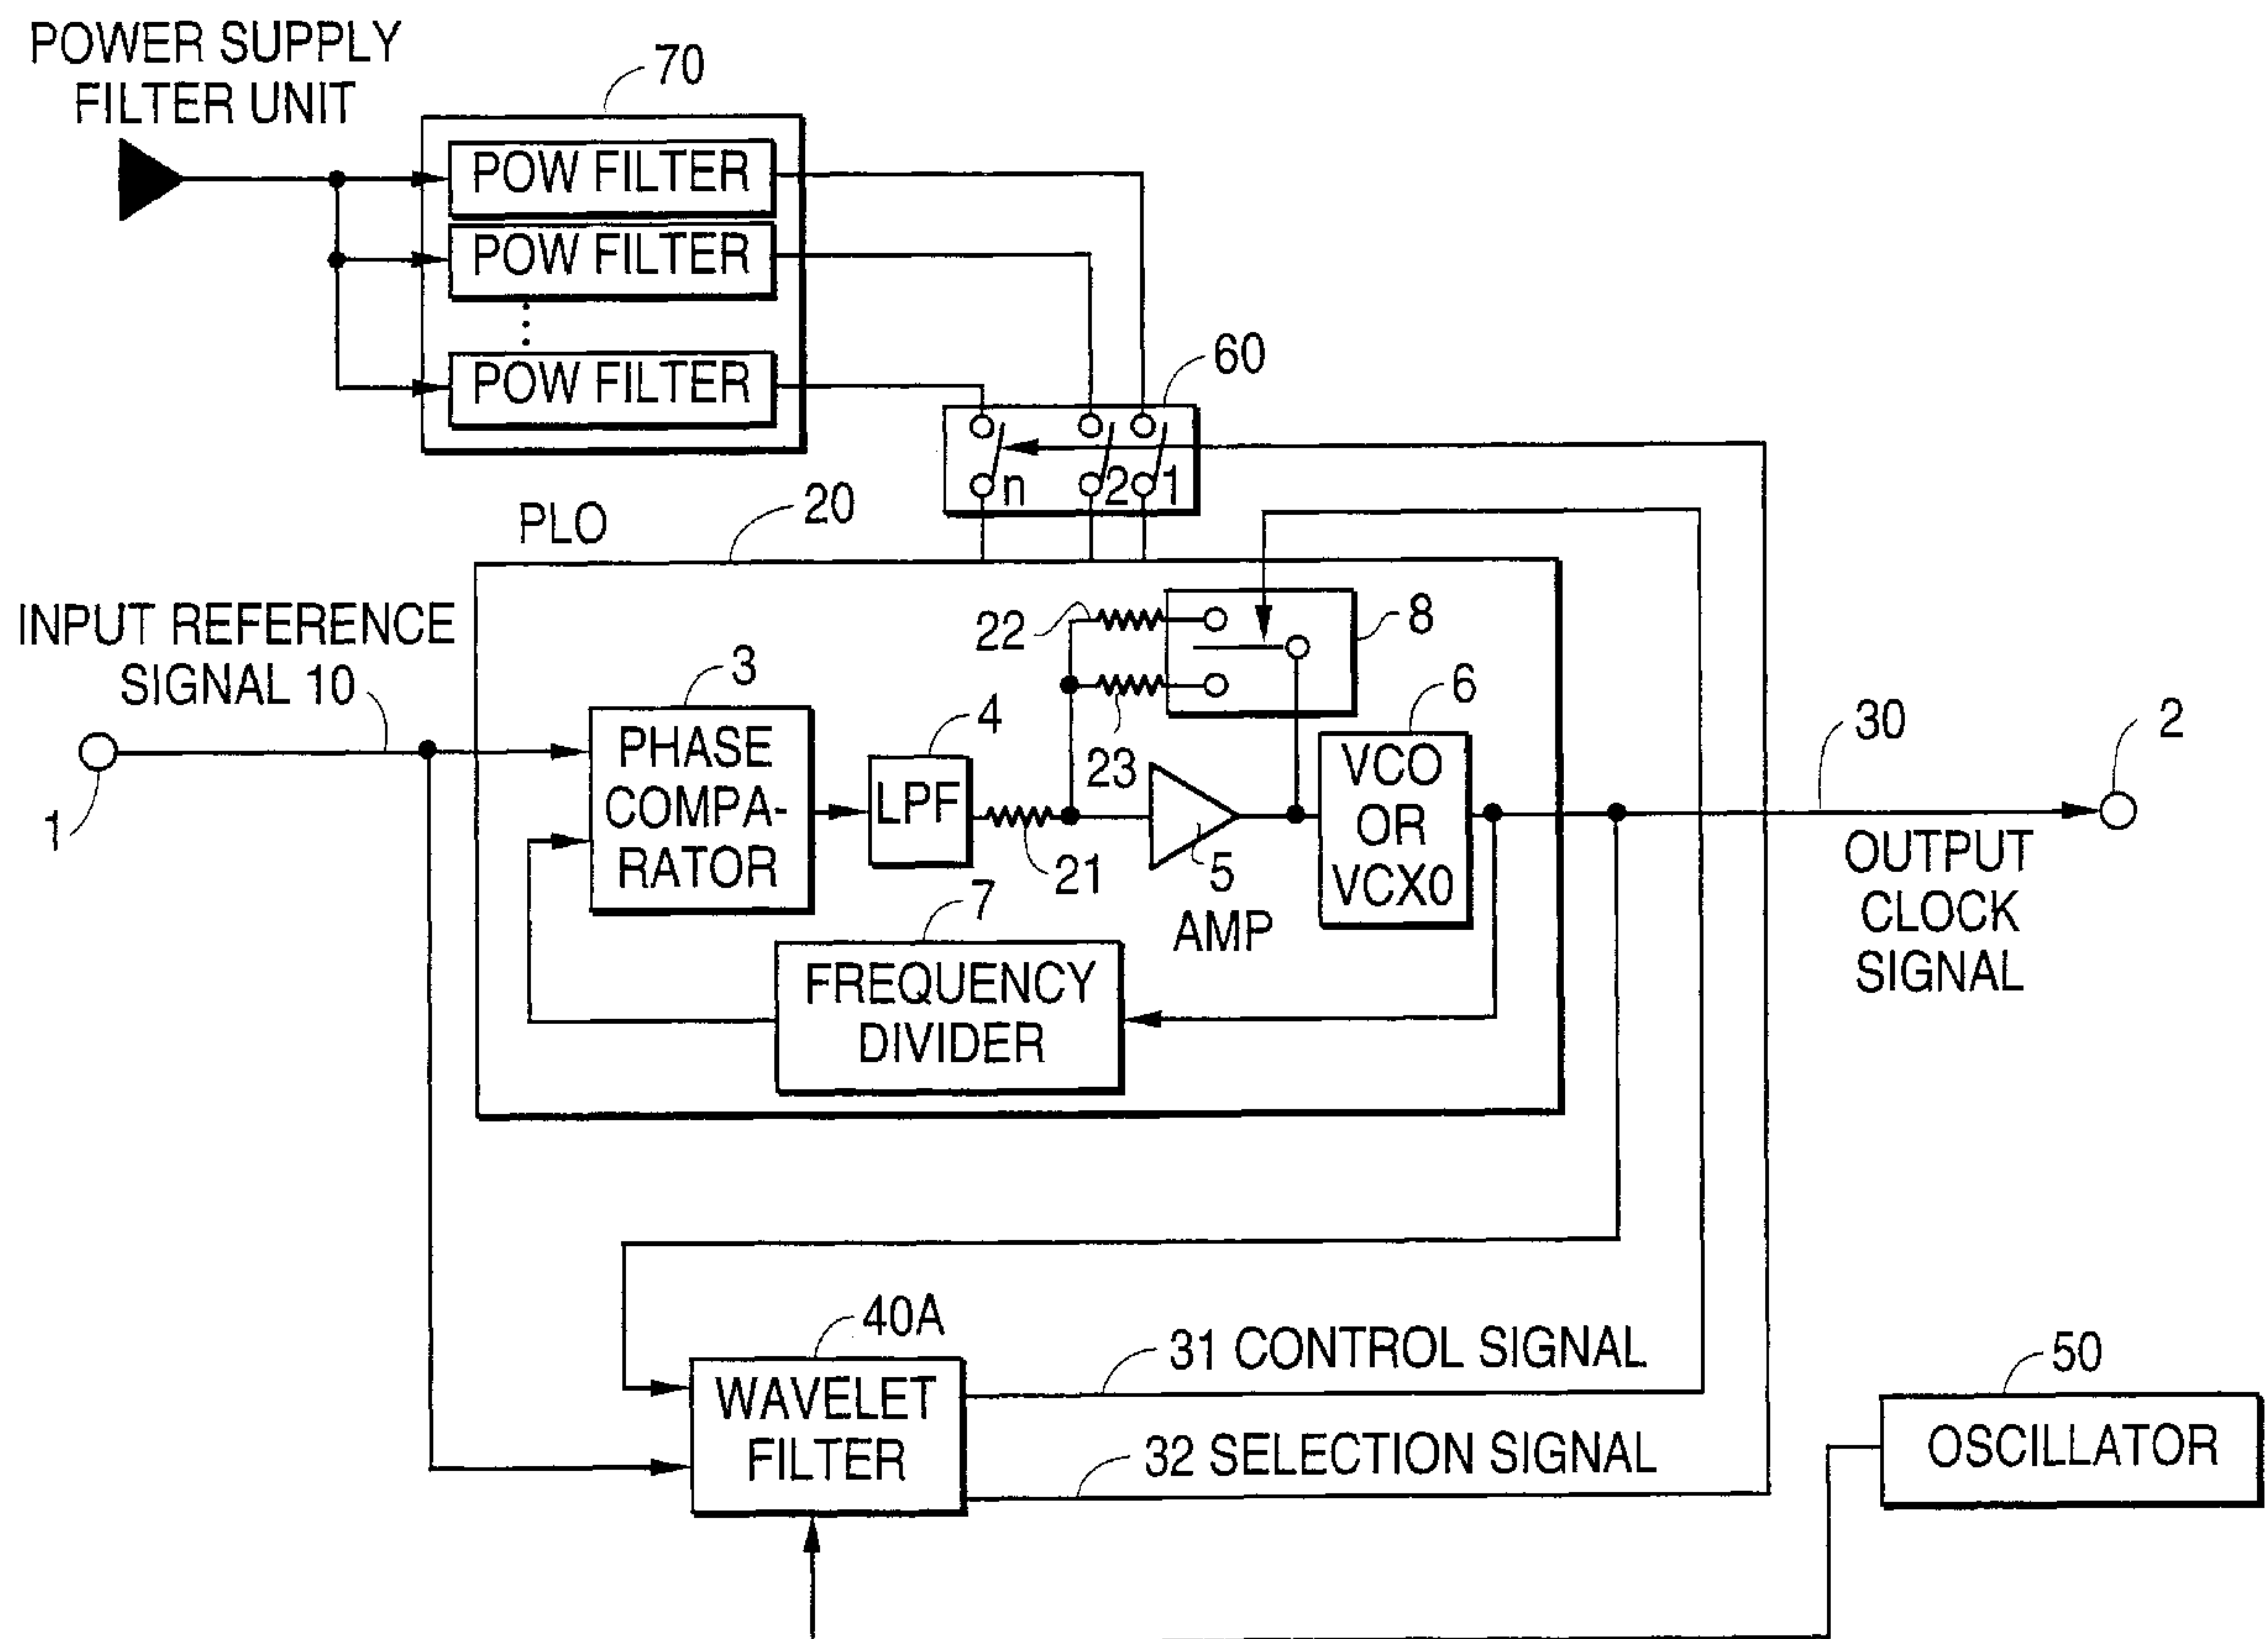 POWER SUPPLY
FILTER UNIT
70
POW FILTER
POW FILTER
POW FILTER
60
n
2
1
PLO
20
INPUT REFERENCE
SIGNAL 10
1
22
8
3
PHASE
COMPA-
RATOR
4
LPF
21
23
5
AMP
6
VCO
OR
VCX0
30
2
OUTPUT
CLOCK
SIGNAL
7
FREQUENCY
DIVIDER
40A
WAVELET
FILTER
31 CONTROL SIGNAL
32 SELECTION SIGNAL
50
OSCILLATOR